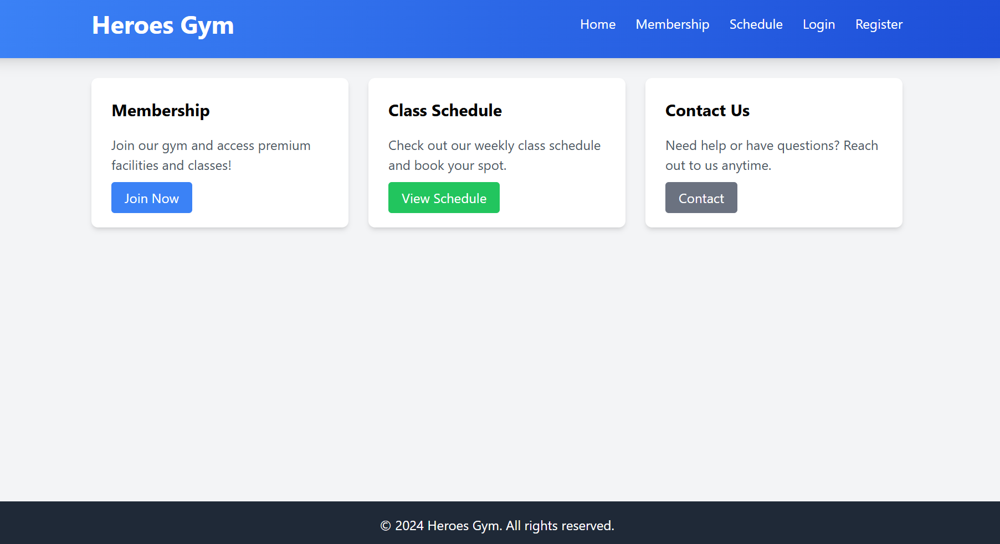 Heroes Gym
Home Membership Schedule Login Register
Membership
Join our gym and access premium
facilities and classes!
Join Now
Class Schedule
Check out our weekly class schedule
and book your spot.
View Schedule
Contact Us
Need help or have questions? Reach
out to us anytime.
Contact
© 2024 Heroes Gym. All rights reserved.